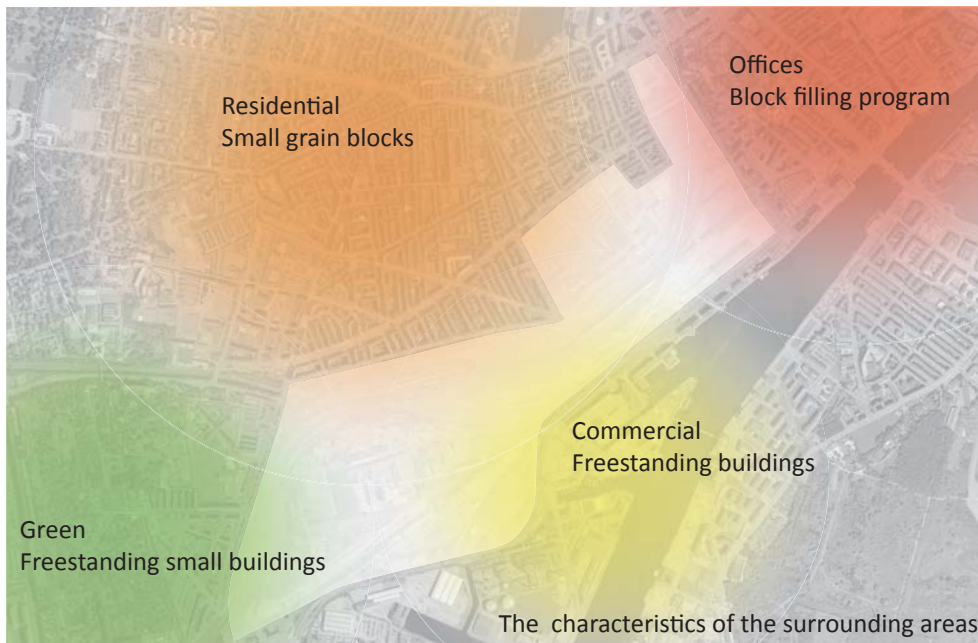 Residential
Small grain blocks
Offices
Block filling program
Commercial
Freestanding buildings
Green
Freestanding small buildings
The characteristics of the surrounding areas